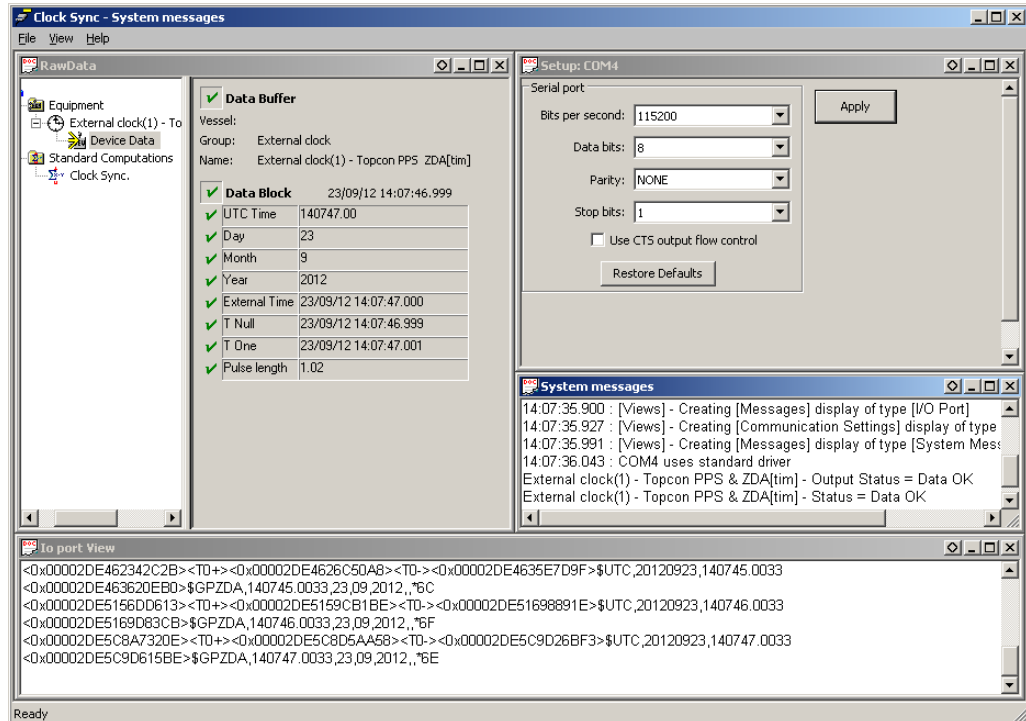 Clock Sync - System messages
File View Help
RawData
Equipment
External clock(1) - To
Device Data
Standard Computations
Clock Sync.
Data Buffer
Vessel:
Group: External clock
Name: External clock(1) - Topcon PPS ZDA[tim]
Data Block 23/09/12 14:07:46.999
UTC Time 140747.00
Day 23
Month 9
Year 2012
External Time 23/09/12 14:07:47.000
T Null 23/09/12 14:07:46.999
T One 23/09/12 14:07:47.001
Pulse length 1.02
Setup: COM4
Serial port
Bits per second: 115200
Data bits: 8
Parity: NONE
Stop bits: 1
Use CTS output flow control
Restore Defaults
Apply
System messages
14:07:35.900 : [Views] - Creating [Messages] display of type [I/O Port]
14:07:35.927 : [Views] - Creating [Communication Settings] display of type
14:07:35.991 : [Views] - Creating [Messages] display of type [System Mess
14:07:36.043 : COM4 uses standard driver
External clock(1) - Topcon PPS & ZDA[tim] - Output Status = Data OK
External clock(1) - Topcon PPS & ZDA[tim] - Status = Data OK
Io port View
<0x00002DE462342C2B><T0+><0x00002DE4626C50A8><T0-><0x00002DE4635E7D9F>$UTC,20120923,140745.0033
<0x00002DE463620EB0>$GPZDA,140745.0033,23,09,2012,,*6C
<0x00002DE5156DD613><T0+><0x00002DE5159CB1BE><T0-><0x00002DE51698891E>$UTC,20120923,140746.0033
<0x00002DE5169D83CB>$GPZDA,140746.0033,23,09,2012,,*6F
<0x00002DE5C8A7320E><T0+><0x00002DE5C8D5AA58><T0-><0x00002DE5C9D26BF3>$UTC,20120923,140747.0033
<0x00002DE5C9D615BE>$GPZDA,140747.0033,23,09,2012,,*6E
Ready